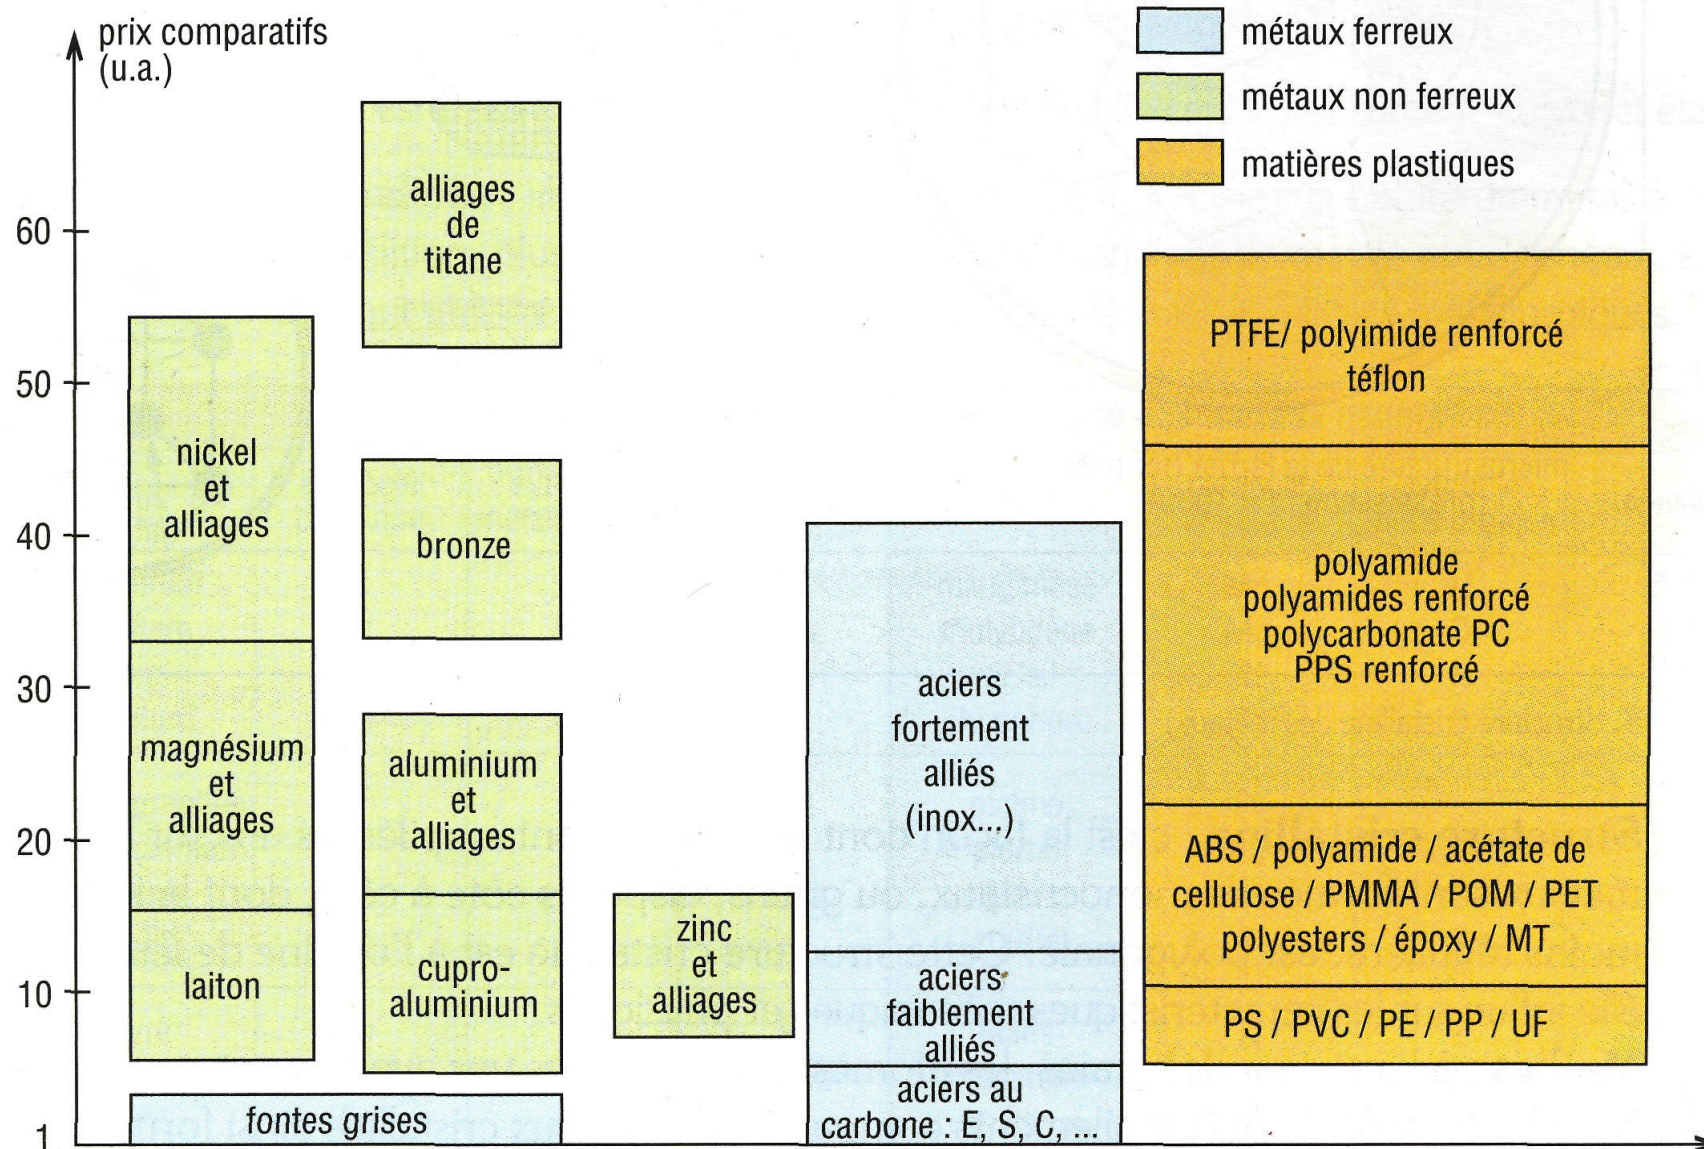 prix comparatifs
(u.a.)
métaux ferreux
métaux non ferreux
matières plastiques
60
50
40
30
20
10
1
alliages
de
titane
nickel
et
alliages
bronze
magnésium
et
alliages
aluminium
et
alliages
laiton
cupro-
aluminium
zinc
et
alliages
fontes grises
aciers
fortement
alliés
(inox...)
aciers
faiblement
alliés
aciers au
carbone : E, S, C, ...
PTFE/ polyimide renforcé
téflon
polyamide
polyamides renforcé
polycarbonate PC
PPS renforcé
ABS / polyamide / acétate de
cellulose / PMMA / POM / PET
polyesters / époxy / MT
PS / PVC / PE / PP / UF